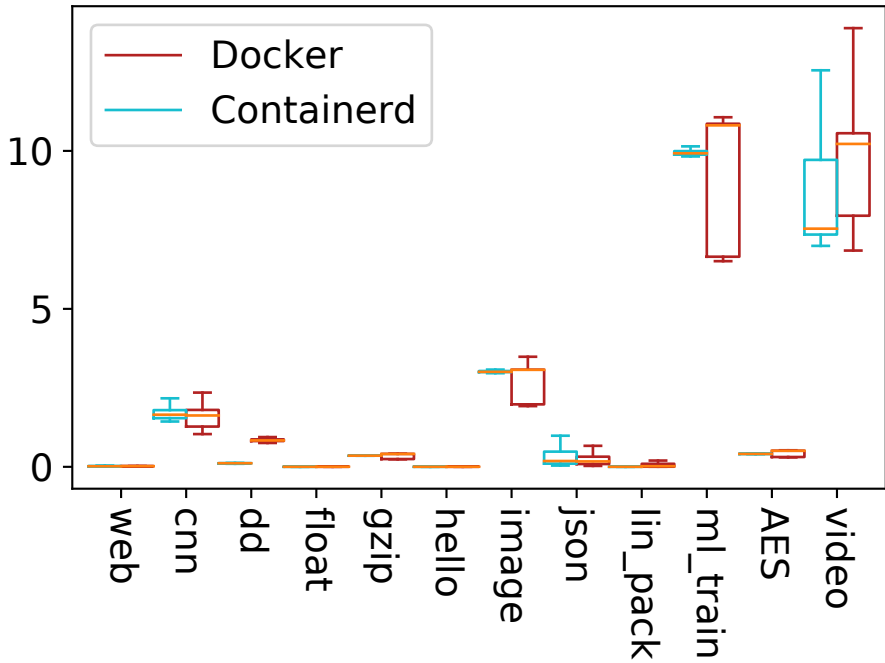 Docker
Containerd
10
5
0
web
cnn
dd
float
gzip
hello
image
json
lin_pack
ml_train
AES
video